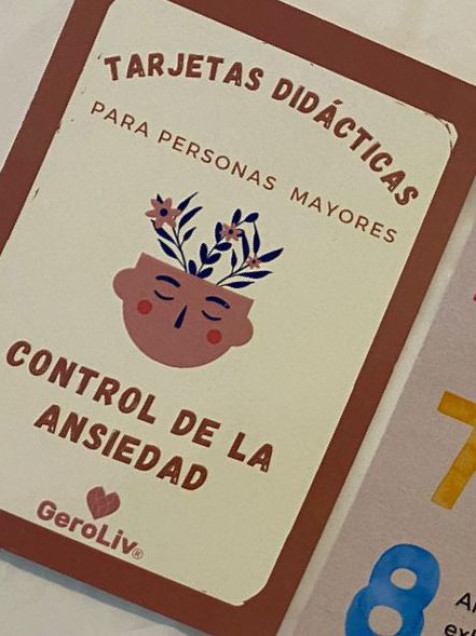 TARJETAS DIDÁCTICAS
PARA PERSONAS MAYORES
CONTROL DE LA
ANSIEDAD
GeroLiv®
7
8